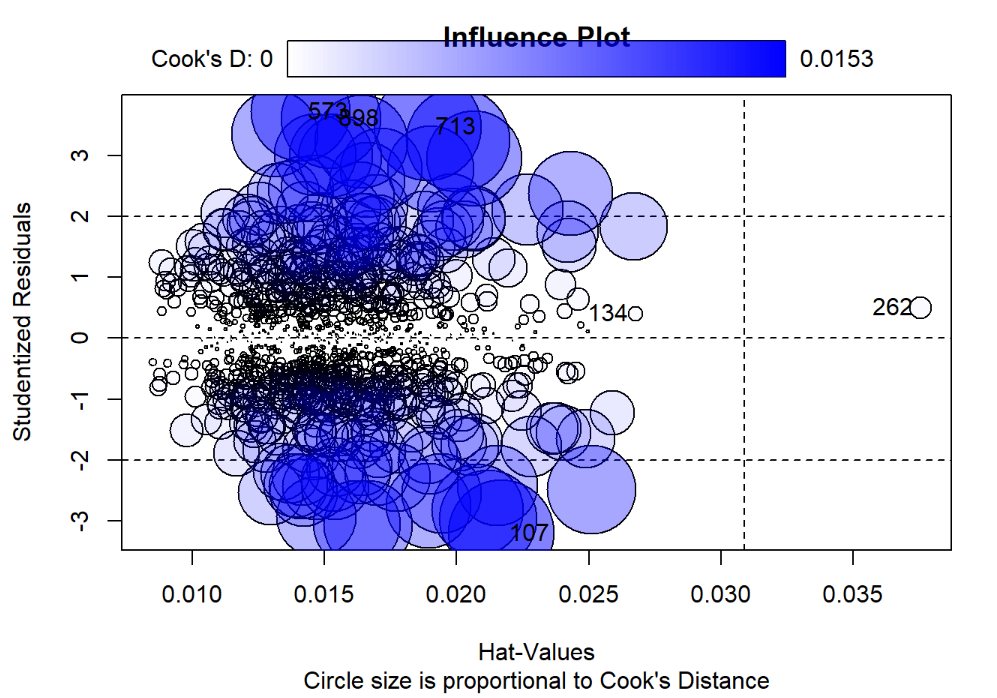 Influence Plot
Cook's D: 0 0.0153
Studentized Residuals
3
2
1
0
-1
-2
-3
573
898
713
134
262
107
0.010 0.015 0.020 0.025 0.030 0.035
Hat-Values
Circle size is proportional to Cook's Distance